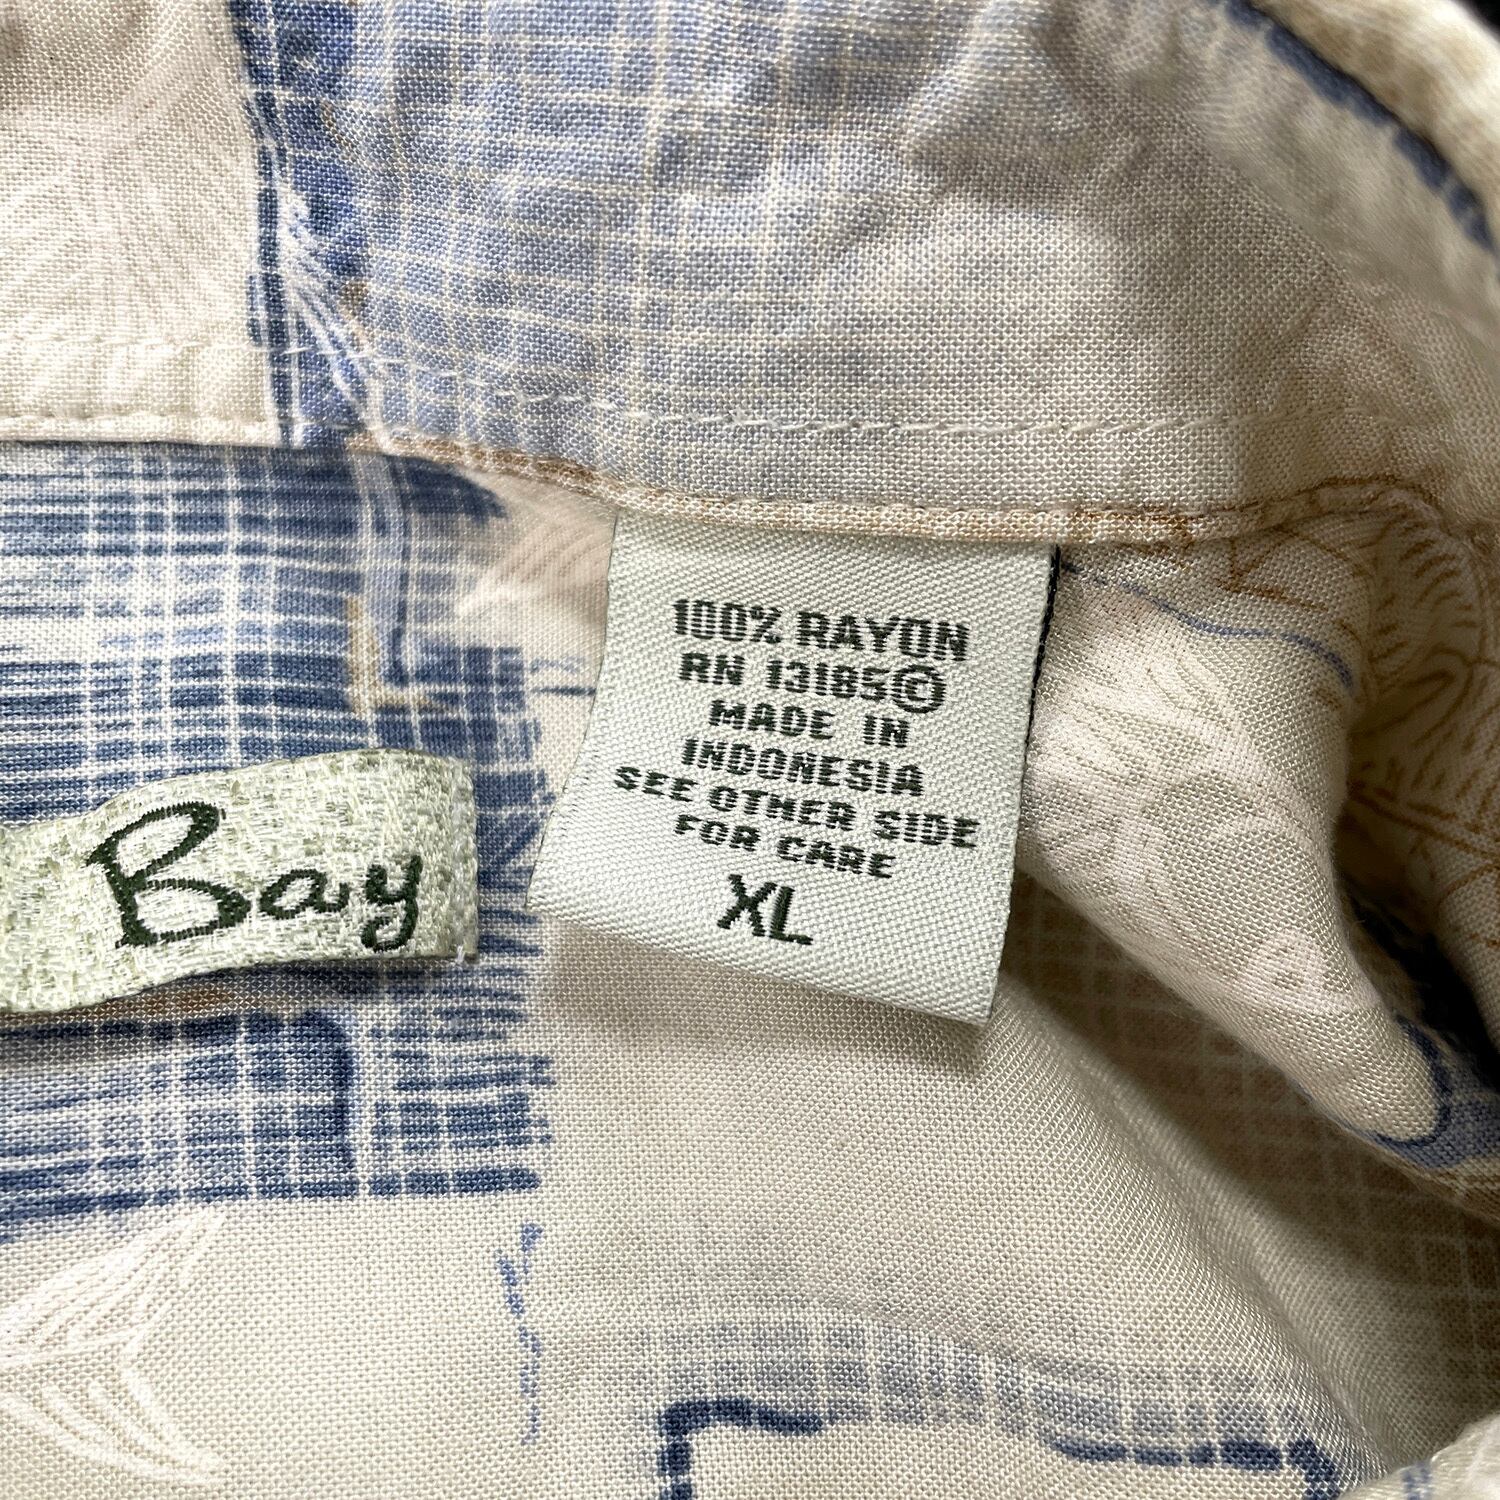 100% RAYON
RN 13185©
MADE IN
INDONESIA
SEE OTHER SIDE
FOR CARE
XL
Bay